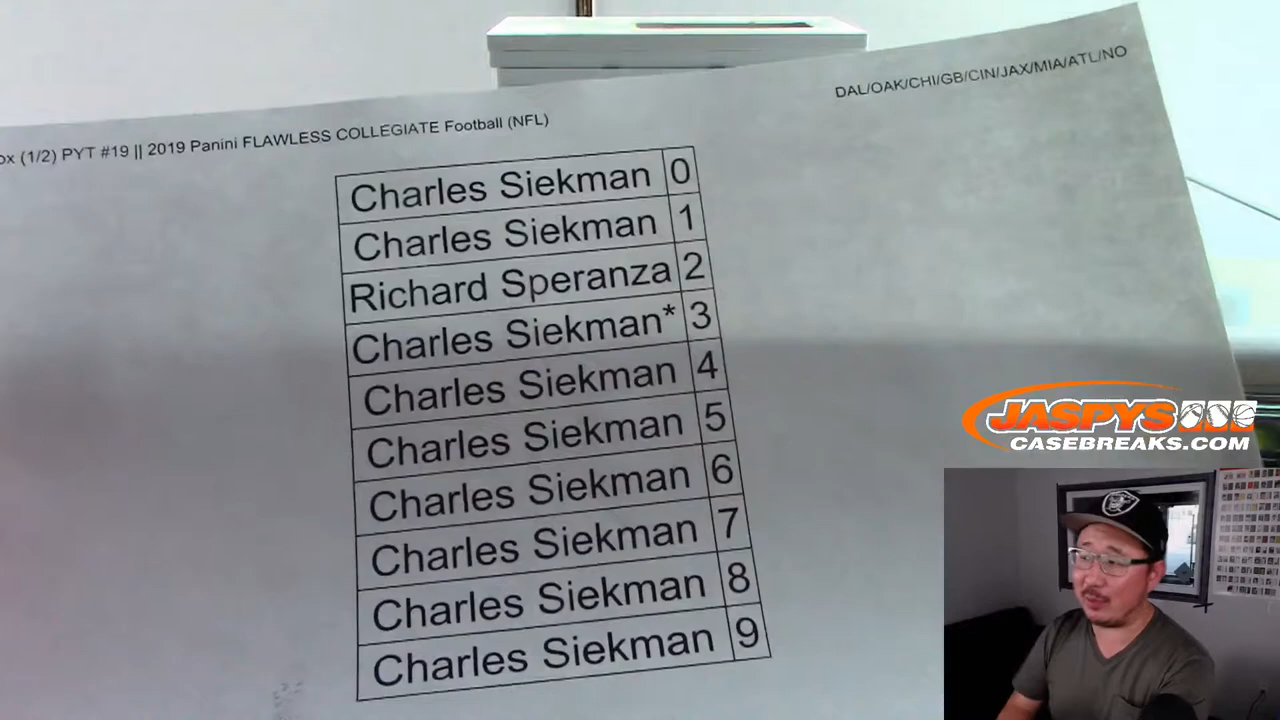 DAL/OAK/CHI/GB/CIN/JAX/MIA/ATL/NO
ox (1/2) PYT #19 || 2019 Panini FLAWLESS COLLEGIATE Football (NFL)
Charles Siekman 0
Charles Siekman 1
Richard Speranza 2
Charles Siekman* 3
Charles Siekman 4
Charles Siekman 5
Charles Siekman 6
Charles Siekman 7
Charles Siekman 8
Charles Siekman 9
JASPYS
CASEBREAKS.COM